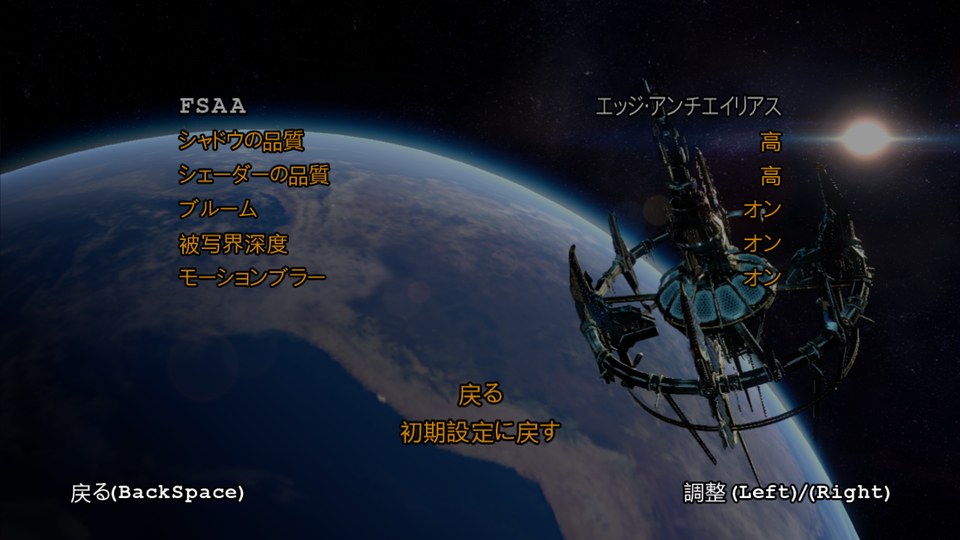 FSAA エッジ・アンチエイリアス
シャドウの品質 高
シェーダーの品質 高
ブルーム オン
被写界深度 オン
モーションブラー オン
戻る
初期設定に戻す
戻る(BackSpace) 調整 (Left)/(Right)